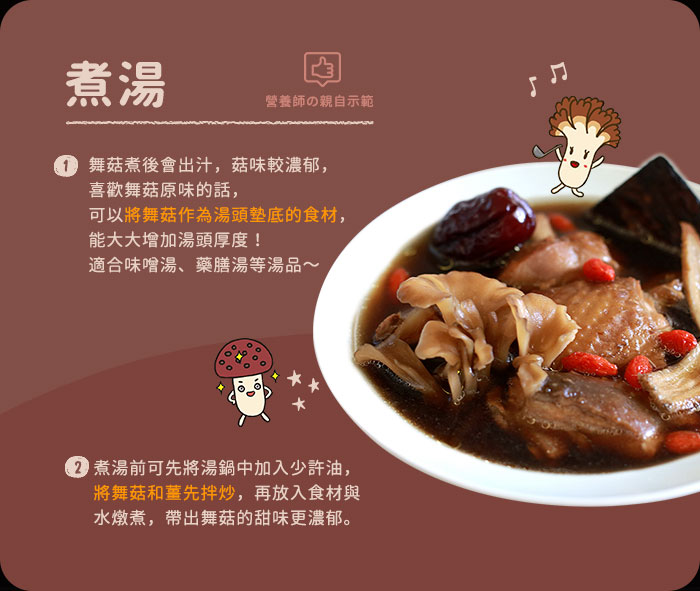 煮湯
營養師の親自示範
1 舞菇煮後會出汁，菇味較濃郁，
喜歡舞菇原味的話，
可以將舞菇作為湯頭墊底的食材，
能大大增加湯頭厚度！
適合味噌湯、藥膳湯等湯品～
2 煮湯前可先將湯鍋中加入少許油，
將舞菇和薑先拌炒，再放入食材與
水燉煮，帶出舞菇的甜味更濃郁。